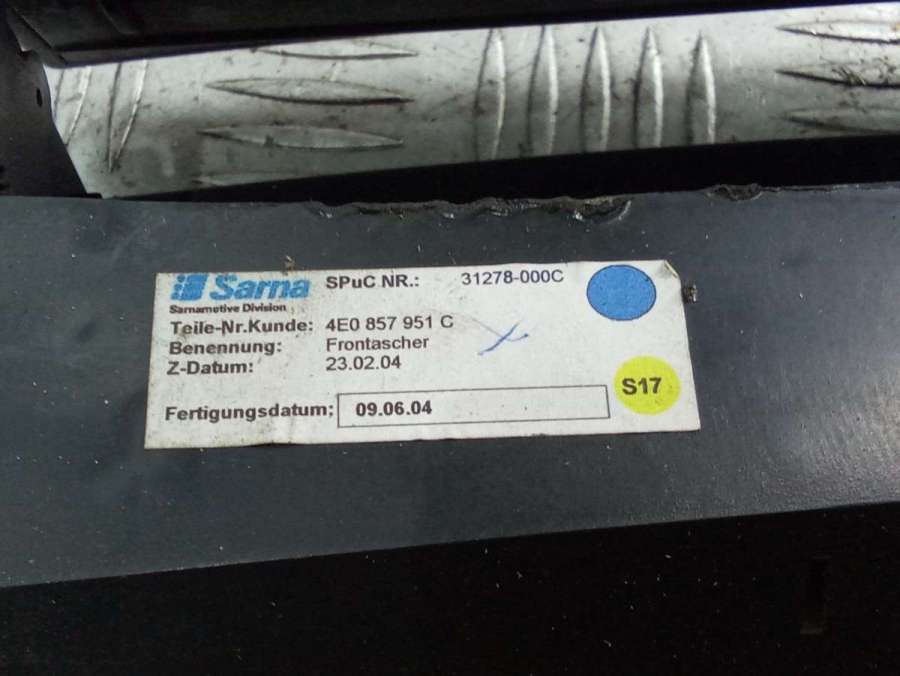 Sarna SPuC NR.: 31278-000C
Sarnamotive Division
Teile-Nr.Kunde: 4E0 857 951 C
Benennung: Frontascher
Z-Datum: 23.02.04
Fertigungsdatum: 09.06.04
S17